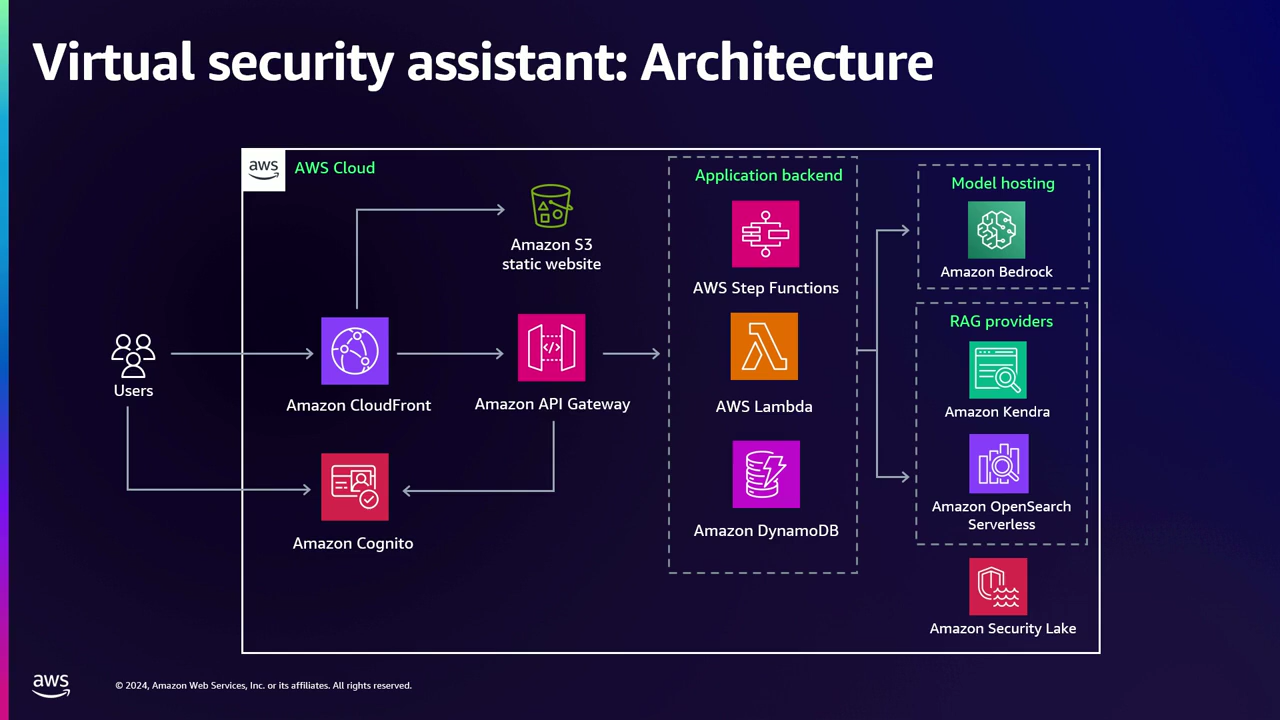 Virtual security assistant: Architecture
aws
AWS Cloud
Amazon S3
static website
Users
Amazon CloudFront
Amazon API Gateway
Amazon Cognito
Application backend
AWS Step Functions
AWS Lambda
Amazon DynamoDB
Model hosting
Amazon Bedrock
RAG providers
Amazon Kendra
Amazon OpenSearch
Serverless
Amazon Security Lake
aws
© 2024, Amazon Web Services, Inc. or its affiliates. All rights reserved.